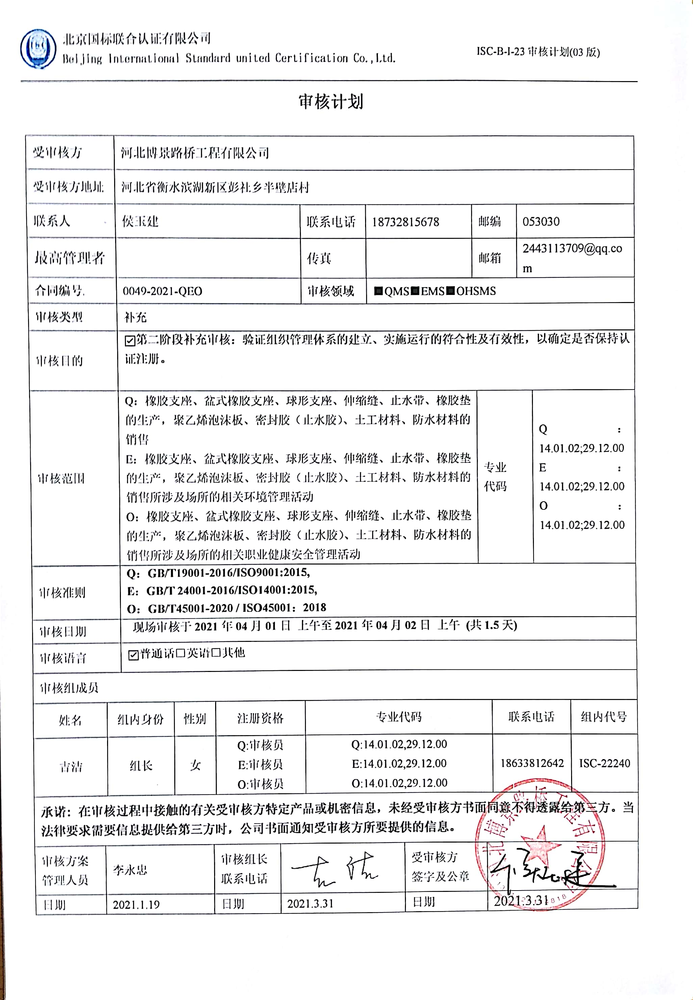 北京国标联合认证有限公司
Beijing International Standard united Certification Co.,Ltd.
ISC-B-I-23 审核计划(03 版)
审核计划
受审核方 河北博景路桥工程有限公司
受审核方地址 河北省衡水滨湖新区彭社乡半壁店村
联系人 侯玉建 联系电话 18732815678 邮编 053030
最高管理者 传真 邮箱 2443113709@qq.co
m
合同编号. 0049-2021-QEO 审核领域 ■QMS■EMS■OHSMS
审核类型 补充
审核目的
☑第二阶段补充审核：验证组织管理体系的建立、实施运行的符合性及有效性，以确定是否保持认
证注册。
审核范围
Q：橡胶支座、盆式橡胶支座、球形支座、伸缩缝、止水带、橡胶垫
的生产，聚乙烯泡沫板、密封胶（止水胶）、土工材料、防水材料的
销售
E：橡胶支座、盆式橡胶支座、球形支座、伸缩缝、止水带、橡胶垫
的生产，聚乙烯泡沫板、密封胶（止水胶）、土工材料、防水材料的
销售所涉及场所的相关环境管理活动
O：橡胶支座、盆式橡胶支座、球形支座、伸缩缝、止水带、橡胶垫
的生产，聚乙烯泡沫板、密封胶（止水胶）、土工材料、防水材料的
销售所涉及场所的相关职业健康安全管理活动
专业
代码
Q ：
14.01.02;29.12.00
E ：
14.01.02;29.12.00
O ：
14.01.02;29.12.00
审核准则
Q：GB/T19001-2016/ISO9001:2015,
E：GB/T 24001-2016/ISO14001:2015,
O：GB/T45001-2020 / ISO45001：2018
审核日期 现场审核于 2021 年 04 月 01 日 上午至 2021 年 04 月 02 日 上午 (共 1.5 天)
审核语言 ☑普通话□英语□其他
审核组成员
姓名 组内身份 性别 注册资格 专业代码 联系电话 组内代号
吉洁 组长 女
Q:审核员
E:审核员
O:审核员
Q:14.01.02,29.12.00
E:14.01.02,29.12.00
O:14.01.02,29.12.00
18633812642 ISC-22240
承诺：在审核过程中接触的有关受审核方特定产品或机密信息，未经受审核方书面同意不得透露给第三方。当
法律要求需要信息提供给第三方时，公司书面通知受审核方所要提供的信息。
审核方案
管理人员
李永忠
审核组长
联系电话
吉洁
受审核方
签字及公章
侯玉建
河北博景路桥工程有限公司
日期 2021.1.19 日期 2021.3.31 日期 2021.3.31